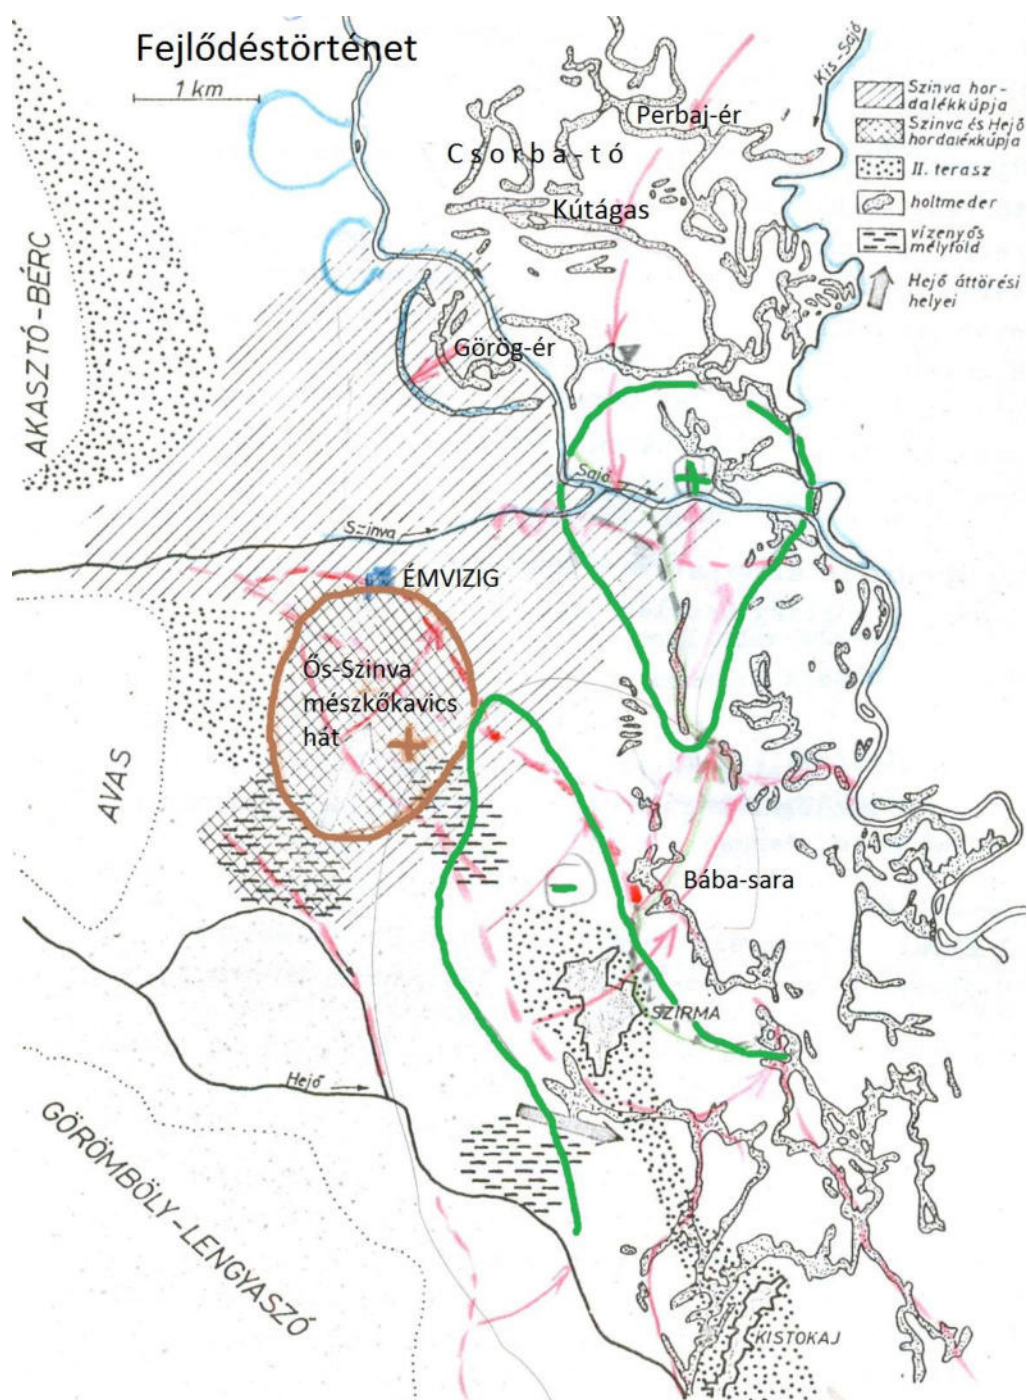 Fejlődéstörténet
1 km
Kis-Sajó
Szinva hor-
dalékkúpja
Szinva és Hejő
hordalékkúpja
II. terasz
holtmeder
vízenyős
mélyföld
Hejő áttörési
helyei
Perbaj-ér
Csorba-tó
Kútágas
AKASZTÓ-BÉRC
Görög-ér
Sajó
Szinva
ÉMVIZIG
Ős-Szinva
mészkőkavics
hát
AVAS
Bába-sara
SZIRMA
Hejő
GÖRÖMBÖLY-LENGYASZÓ
KISTOKAJ